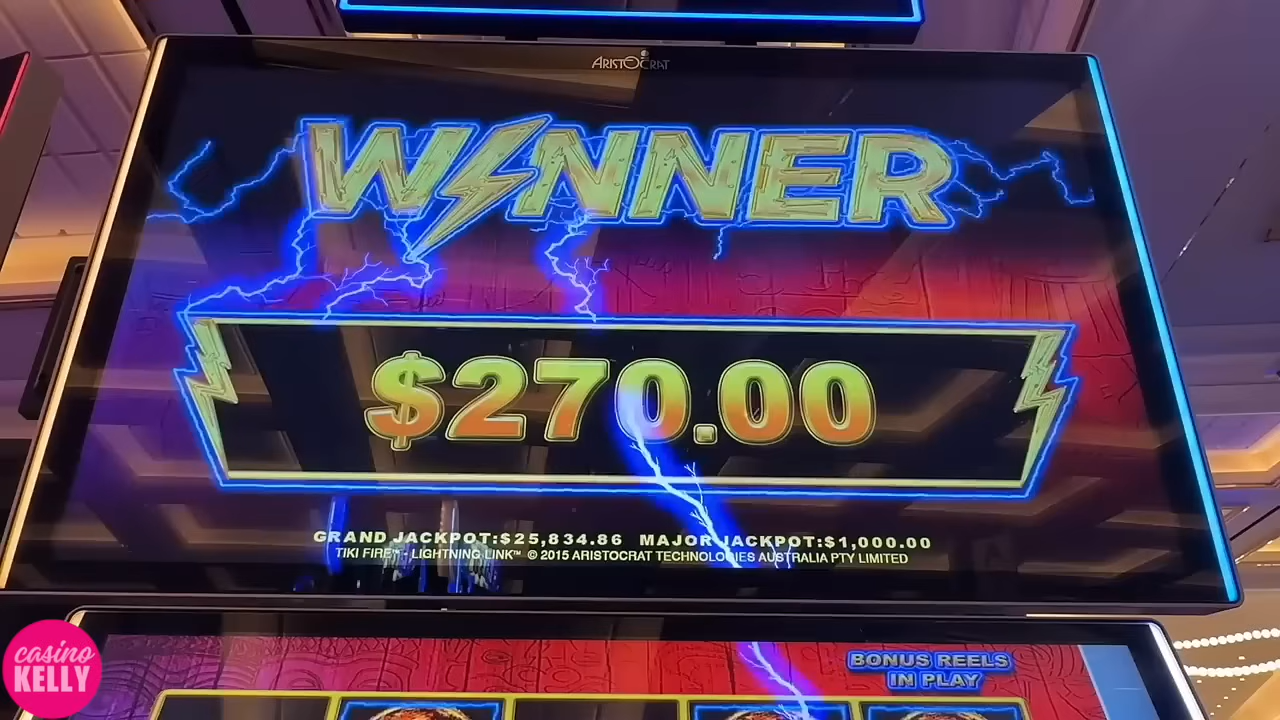 ARISTOCRAT
WINNER
$270.00
GRAND JACKPOT:$25,834.86 MAJOR JACKPOT:$1,000.00
TIKI FIRE™ - LIGHTNING LINK™ © 2015 ARISTOCRAT TECHNOLOGIES AUSTRALIA PTY LIMITED
casino
KELLY
BONUS REELS
IN PLAY